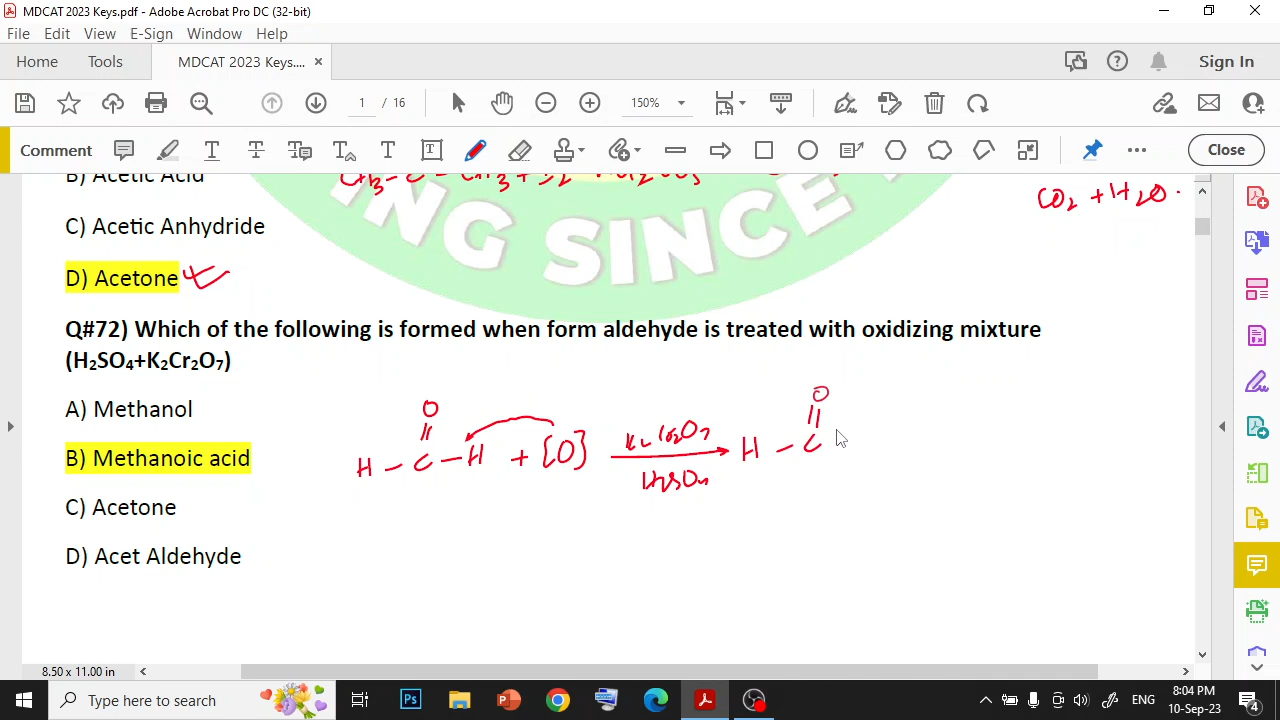 MDCAT 2023 Keys.pdf - Adobe Acrobat Pro DC (32-bit)
File Edit View E-Sign Window Help
Home Tools MDCAT 2023 Keys.... × Sign In
1 / 16 150%
Comment Close
B) Acetic Acid
CO2 + H2O.
C) Acetic Anhydride
NG SINCE
D) Acetone
Q#72) Which of the following is formed when form aldehyde is treated with oxidizing mixture
(H₂SO₄+K₂Cr₂O₇)
A) Methanol
O O
B) Methanoic acid
H - C - H + [O] K2Cr2O7 H - C
H2SO4
C) Acetone
D) Acet Aldehyde
8.50 x 11.00 in
Type here to search
ENG
8:04 PM
10-Sep-23
4